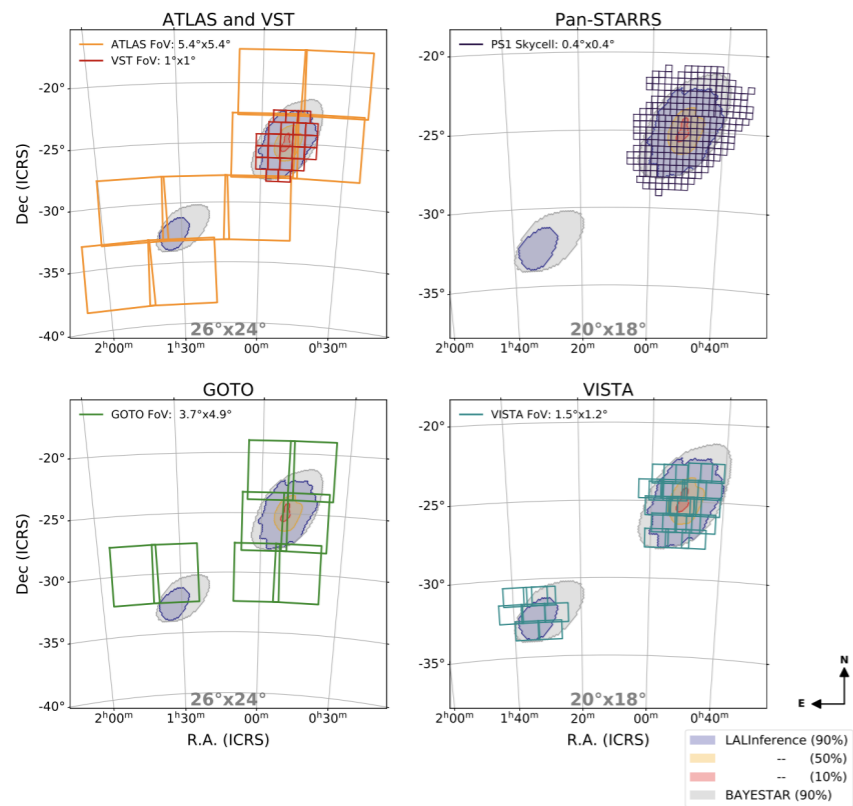 ATLAS and VST
ATLAS FoV: 5.4°x5.4°
VST FoV: 1°x1°
-20°
-25°
-30°
-35°
-40°
Dec (ICRS)
26°x24°
2ʰ00ᵐ 1ʰ30ᵐ 00ᵐ 0ʰ30ᵐ
Pan-STARRS
PS1 Skycell: 0.4°x0.4°
-20°
-25°
-30°
-35°
20°x18°
2ʰ00ᵐ 1ʰ40ᵐ 20ᵐ 00ᵐ 0ʰ40ᵐ
GOTO
GOTO FoV: 3.7°x4.9°
-20°
-25°
-30°
-35°
-40°
Dec (ICRS)
26°x24°
2ʰ00ᵐ 1ʰ30ᵐ 00ᵐ 0ʰ30ᵐ
R.A. (ICRS)
VISTA
VISTA FoV: 1.5°x1.2°
-20°
-25°
-30°
-35°
20°x18°
2ʰ00ᵐ 1ʰ40ᵐ 20ᵐ 00ᵐ 0ʰ40ᵐ
R.A. (ICRS)
N
E
LALInference (90%)
-- (50%)
-- (10%)
BAYESTAR (90%)